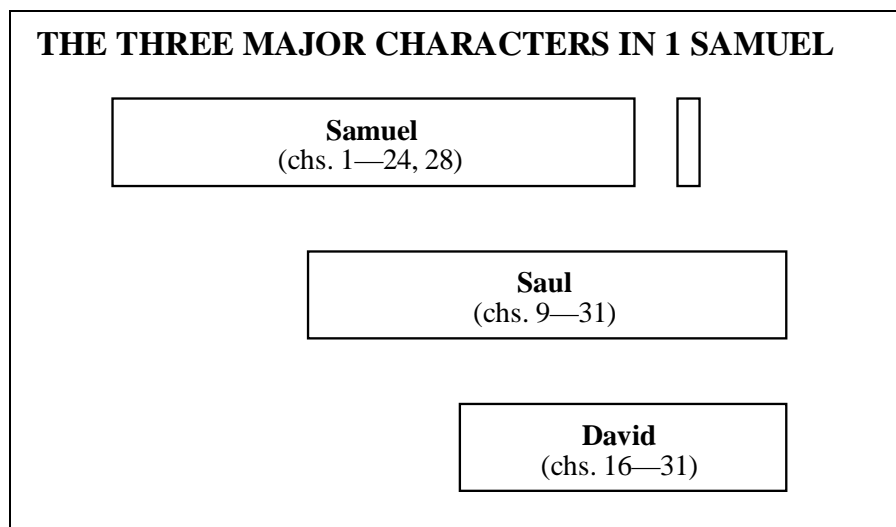 THE THREE MAJOR CHARACTERS IN 1 SAMUEL
Samuel
(chs. 1—24, 28)
Saul
(chs. 9—31)
David
(chs. 16—31)